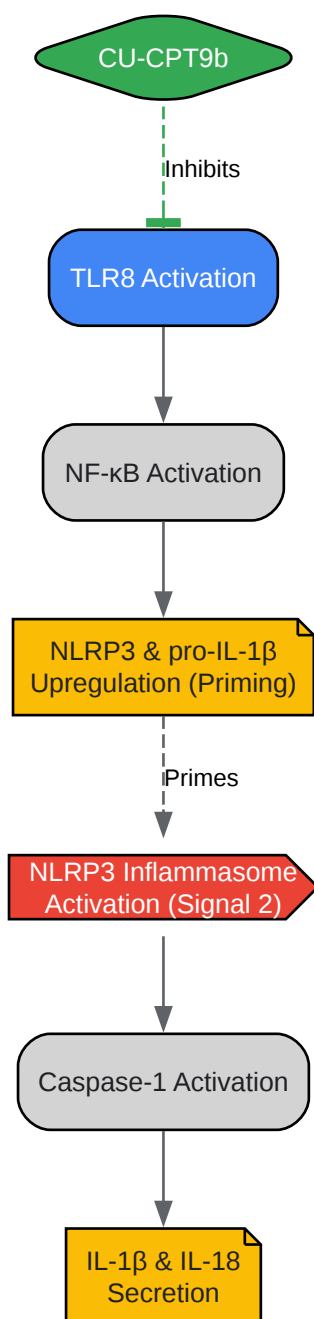 CU-CPT9b
Inhibits
TLR8 Activation
NF-κB Activation
NLRP3 & pro-IL-1β
Upregulation (Priming)
Primes
NLRP3 Inflammasome
Activation (Signal 2)
Caspase-1 Activation
IL-1β & IL-18
Secretion